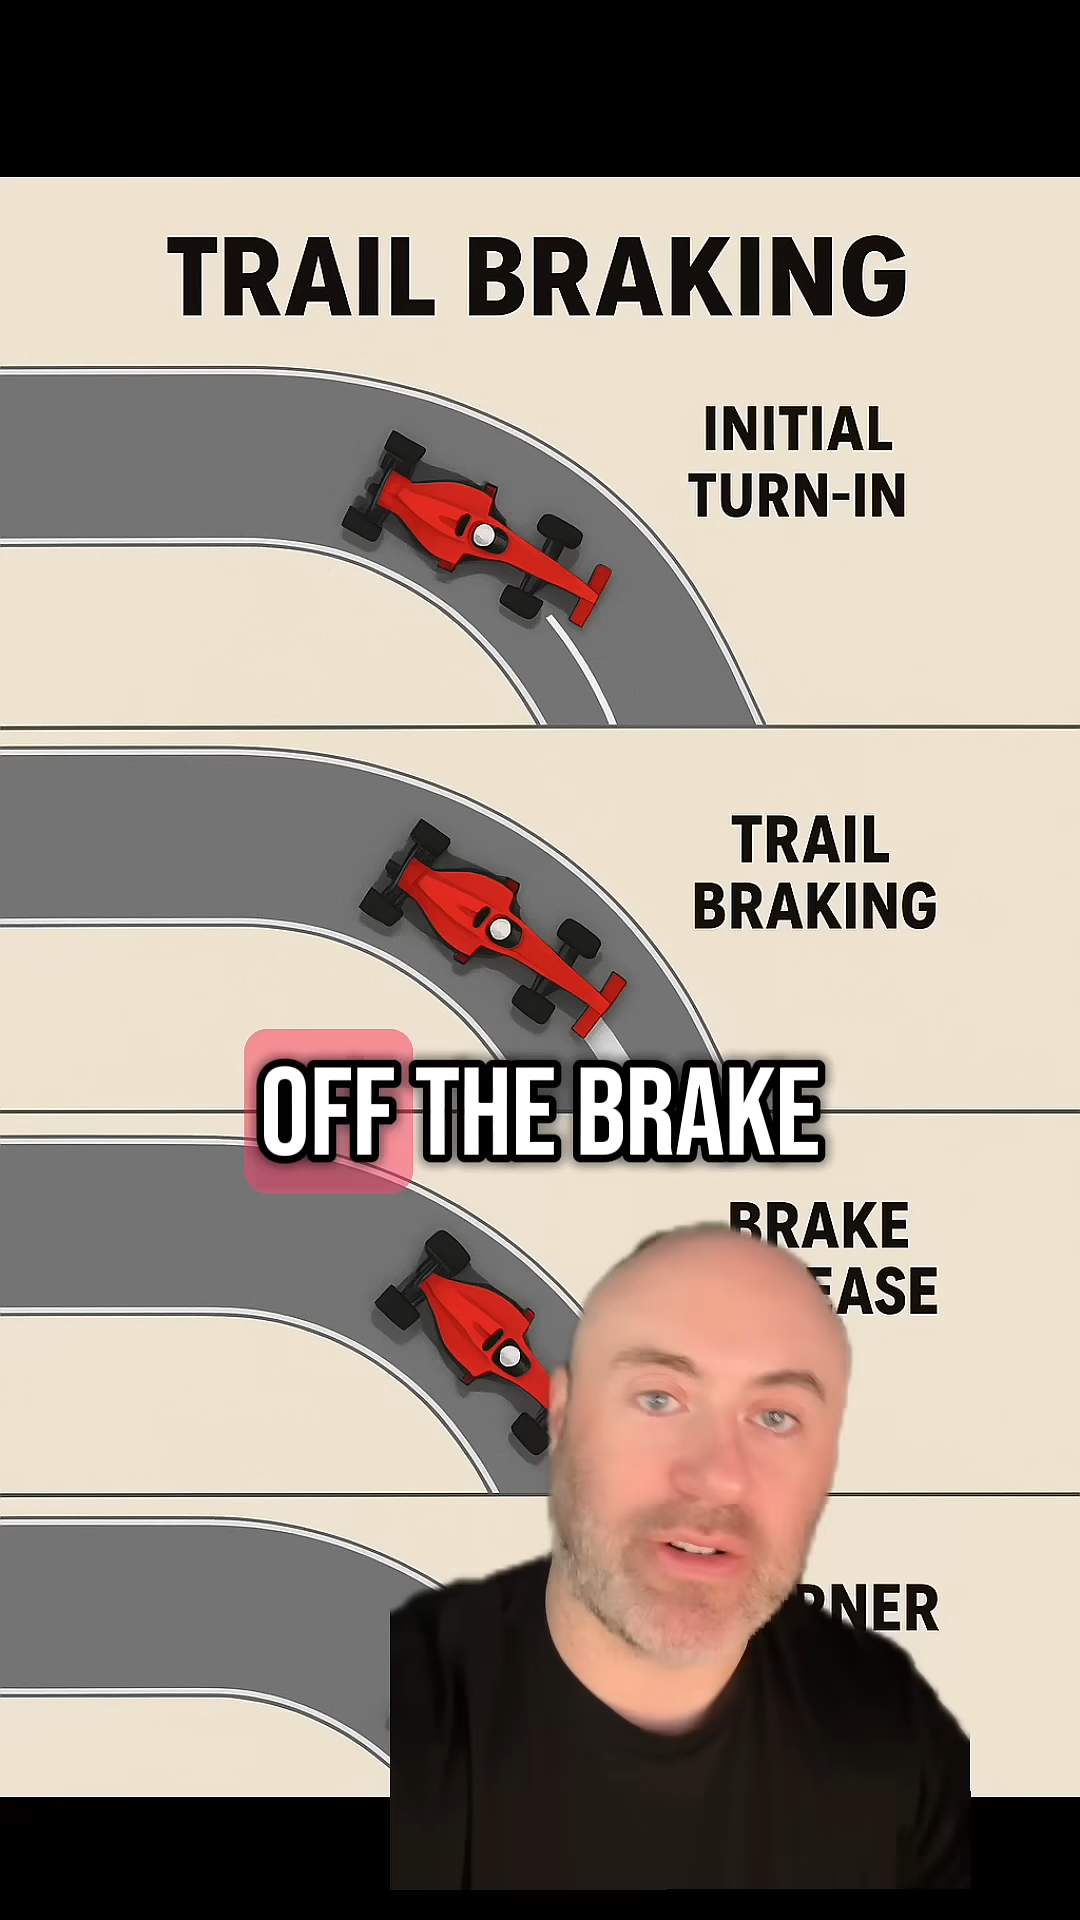 TRAIL BRAKING
INITIAL
TURN-IN
TRAIL
BRAKING
OFF THE BRAKE
BRAKE